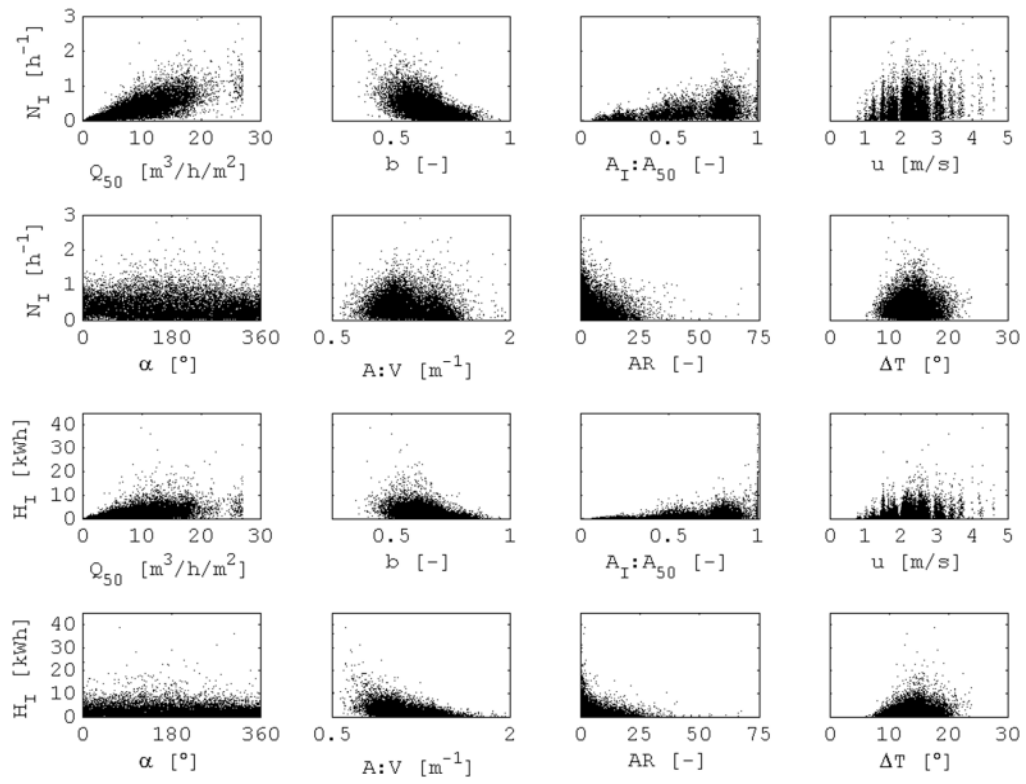 N_I [h^-1]
3
2
1
0
0 10 20 30
Q_50 [m^3/h/m^2]
0.5 1
b [-]
0 0.5 1
A_I:A_50 [-]
0 1 2 3 4 5
u [m/s]
N_I [h^-1]
3
2
1
0
0 180 360
α [°]
0.5 2
A:V [m^-1]
0 25 50 75
AR [-]
0 10 20 30
ΔT [°]
H_I [kWh]
40
30
20
10
0
0 10 20 30
Q_50 [m^3/h/m^2]
0.5 1
b [-]
0 0.5 1
A_I:A_50 [-]
0 1 2 3 4 5
u [m/s]
H_I [kWh]
40
30
20
10
0
0 180 360
α [°]
0.5 2
A:V [m^-1]
0 25 50 75
AR [-]
0 10 20 30
ΔT [°]